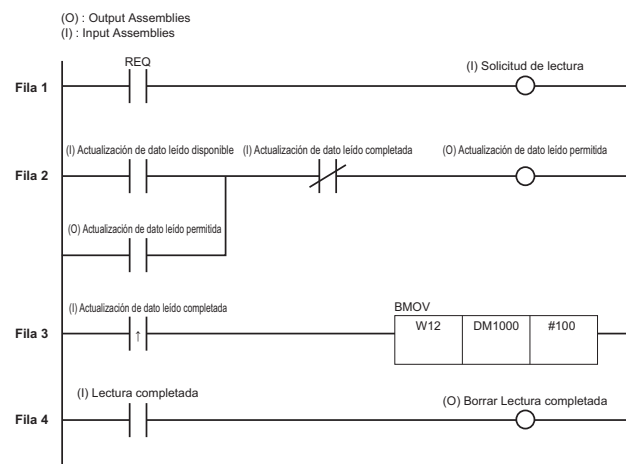 (O) : Output Assemblies
(I) : Input Assemblies
REQ
(I) Solicitud de lectura
Fila 1
(I) Actualización de dato leído disponible
(I) Actualización de dato leído completada
(O) Actualización de dato leído permitida
Fila 2
(O) Actualización de dato leído permitida
(I) Actualización de dato leído completada
BMOV
Fila 3
↑
W12
DM1000
#100
(I) Lectura completada
(O) Borrar Lectura completada
Fila 4